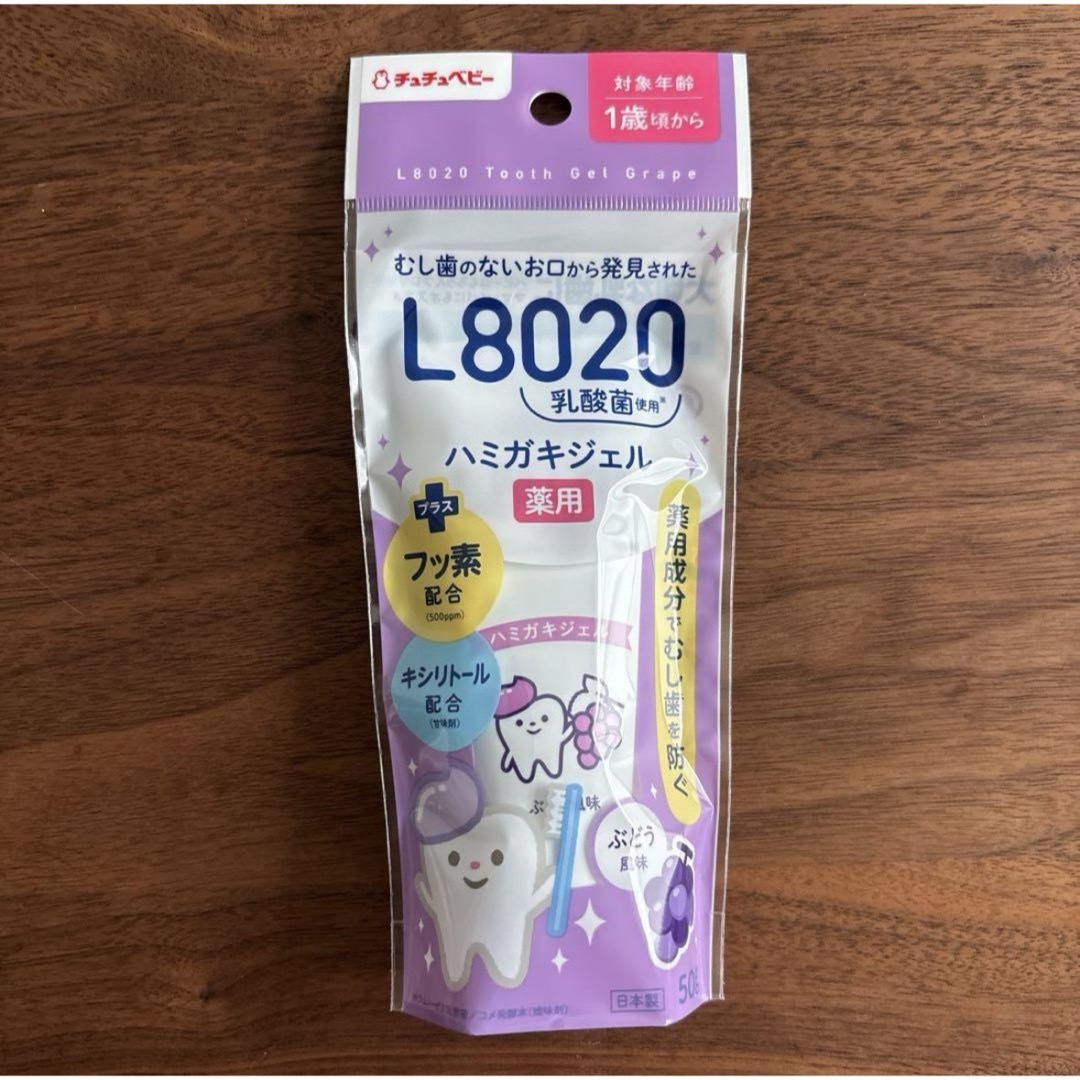 チュチュベビー
対象年齢
1歳頃から
L8020 Tooth Gel Grape
むし歯のないお口から発見された
L8020
乳酸菌使用※
ハミガキジェル
薬用
プラス
フッ素
配合
(500ppm)
キシリトール
配合
(甘味剤)
薬用成分でむし歯を防ぐ
ハミガキジェル
ぶどう
風味
日本製